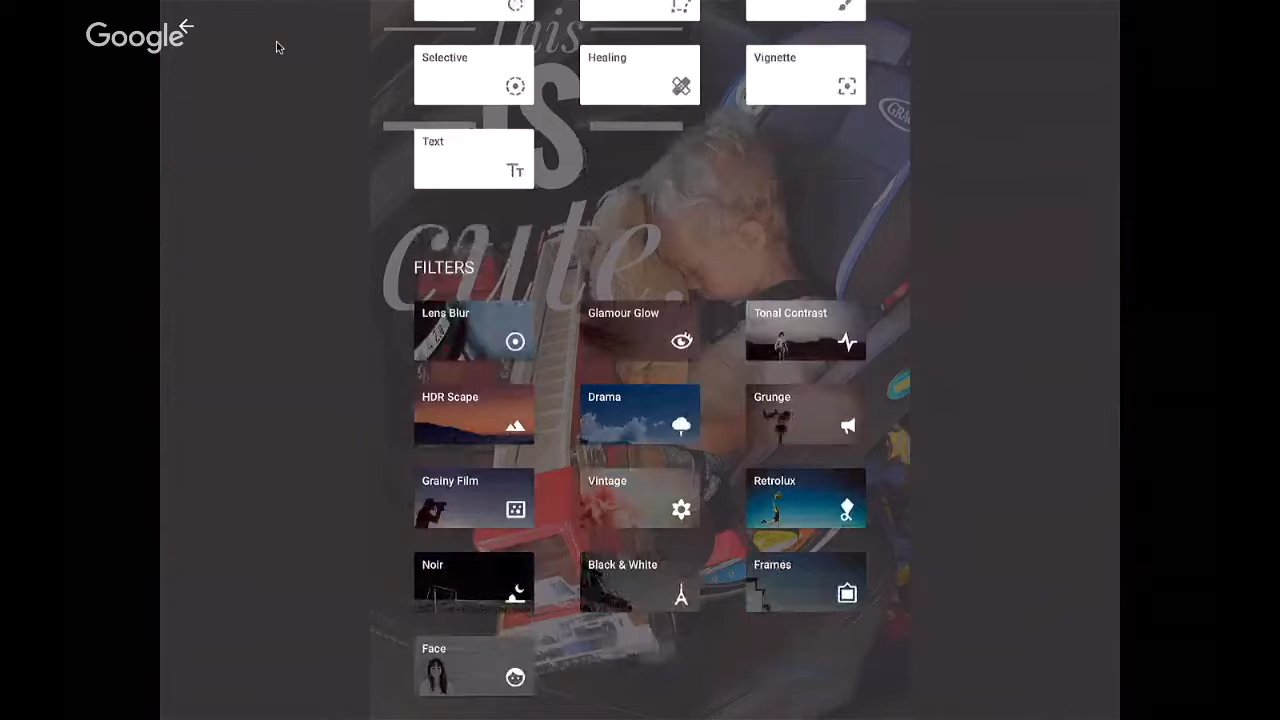 Google
this
Selective
Healing
Vignette
GRACO
IS
Text
cute.
FILTERS
Lens Blur
Glamour Glow
Tonal Contrast
HDR Scape
Drama
Grunge
Grainy Film
Vintage
Retrolux
Noir
Black & White
Frames
Face